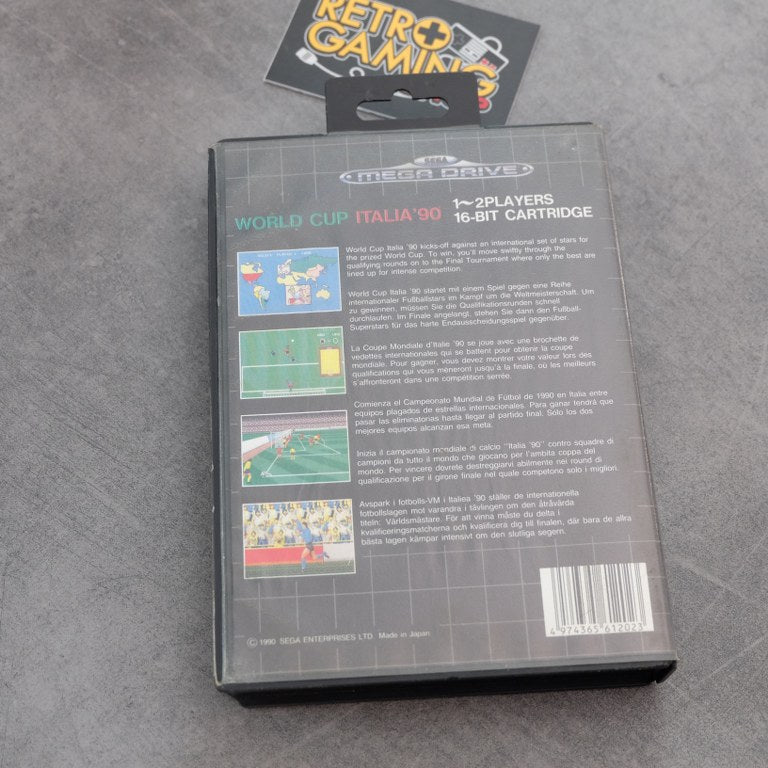 RETRO
GAMING
SEGA
MEGA DRIVE
WORLD CUP ITALIA'90
1~2PLAYERS
16-BIT CARTRIDGE
World Cup Italia '90 kicks-off against an international set of stars for
the prized World Cup. To win, you'll move swiftly through the
qualifying rounds on to the Final Tournament where only the best are
lined up for intense competition.
World Cup Italia '90 startet mit einem Spiel gegen eine Reihe
internationaler Fußballstars im Kampf um die Weltmeisterschaft. Um
zu gewinnen, müssen Sie die Qualifikationsrunden schnell
durchlaufen. Im Finale angelangt, stehen Sie dann den Fußball-
Superstars für das harte Endausscheidungsspiel gegenüber.
La Coupe Mondiale d'Italie '90 se joue avec une brochette de
vedettes internationales qui se battent pour obtenir la coupe
mondiale. Pour gagner, vous devez montrer votre valeur lors des
qualifications qui vous mèneront jusqu'à la finale, où les meilleurs
s'affronteront dans une compétition serrée.
Comienza el Campeonato Mundial de Fútbol de 1990 en Italia entre
equipos plagados de estrellas internacionales. Para ganar tendrá que
pasar las eliminatorias hasta llegar al partido final. Sólo los dos
mejores equipos alcanzan esa meta.
Inizia il campionato mondiale di calcio "Italia '90" contro squadre di
campioni da tutto il mondo che giocano per l'ambita coppa del
mondo. Per vincere dovrete destreggiarvi abilmente nei round di
qualificazione per il girone finale nel quale competono solo i migliori.
Avspark i fotbolls-VM i Italiea '90 ställer de internationella
fotbollslagen mot varandra i tävlingen om den åtråvärda
titeln: Världsmästare. För att vinna måste du delta i
kvalificeringsmatcherna och kvalificera dig till finalen, där bara de allra
bästa lagen kämpar intensivt om den slutliga segern.
4 974365 612023
© 1990 SEGA ENTERPRISES LTD. Made in Japan